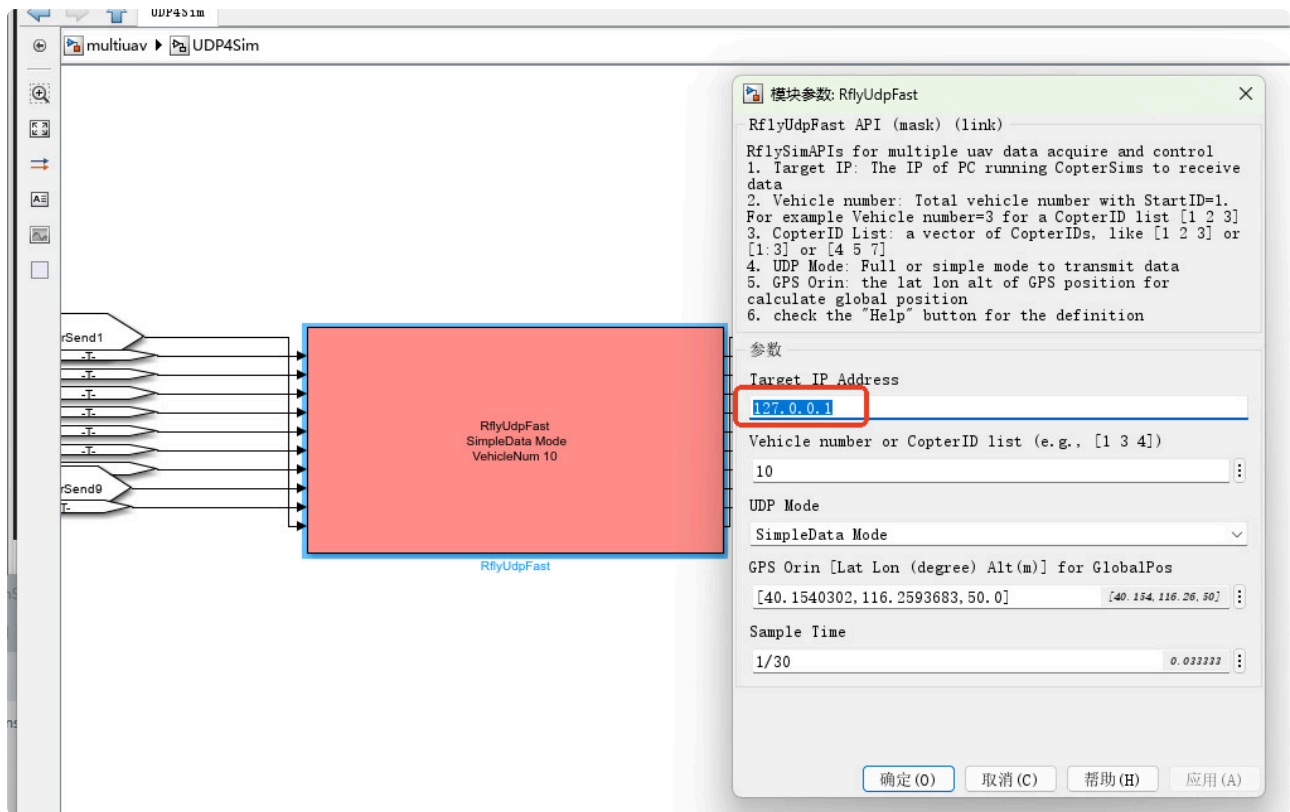 UDP4Sim
multiuav
UDP4Sim
rSend1
-T-
-T-
-T-
-T-
-T-
-T-
rSend9
T-
RflyUdpFast
SimpleData Mode
VehicleNum 10
RflyUdpFast
模块参数: RflyUdpFast
RflyUdpFast API (mask) (link)
RflySimAPIs for multiple uav data acquire and control
1. Target IP: The IP of PC running CopterSims to receive
data
2. Vehicle number: Total vehicle number with StartID=1.
For example Vehicle number=3 for a CopterID list [1 2 3]
3. CopterID List: a vector of CopterIDs, like [1 2 3] or
[1:3] or [4 5 7]
4. UDP Mode: Full or simple mode to transmit data
5. GPS Orin: the lat lon alt of GPS position for
calculate global position
6. check the "Help" button for the definition
参数
Target IP Address
127.0.0.1
Vehicle number or CopterID list (e.g., [1 3 4])
10
UDP Mode
SimpleData Mode
GPS Orin [Lat Lon (degree) Alt(m)] for GlobalPos
[40.1540302,116.2593683,50.0] [40.154,116.26,50]
Sample Time
1/30 0.033333
确定(O) 取消(C) 帮助(H) 应用(A)